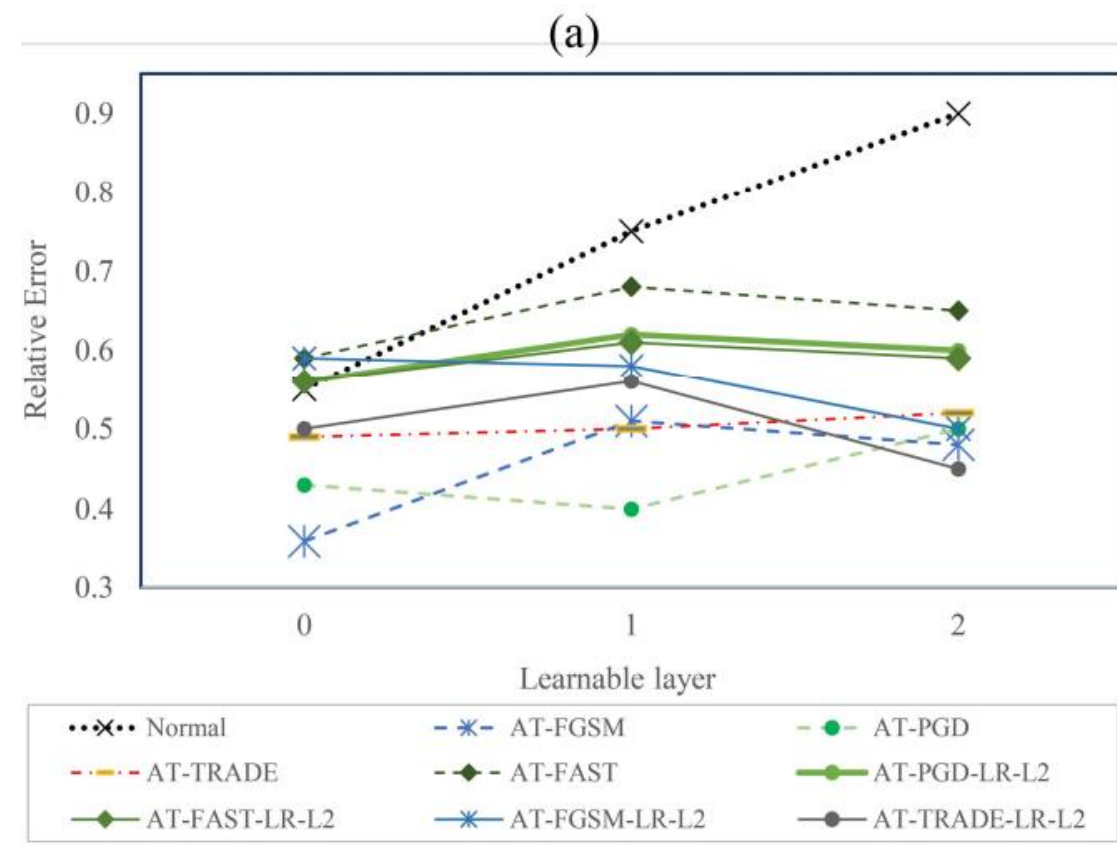 (a)
0.9
0.8
0.7
0.6
0.5
0.4
0.3
Relative Error
0 1 2
Learnable layer
Normal AT-FGSM AT-PGD
AT-TRADE AT-FAST AT-PGD-LR-L2
AT-FAST-LR-L2 AT-FGSM-LR-L2 AT-TRADE-LR-L2